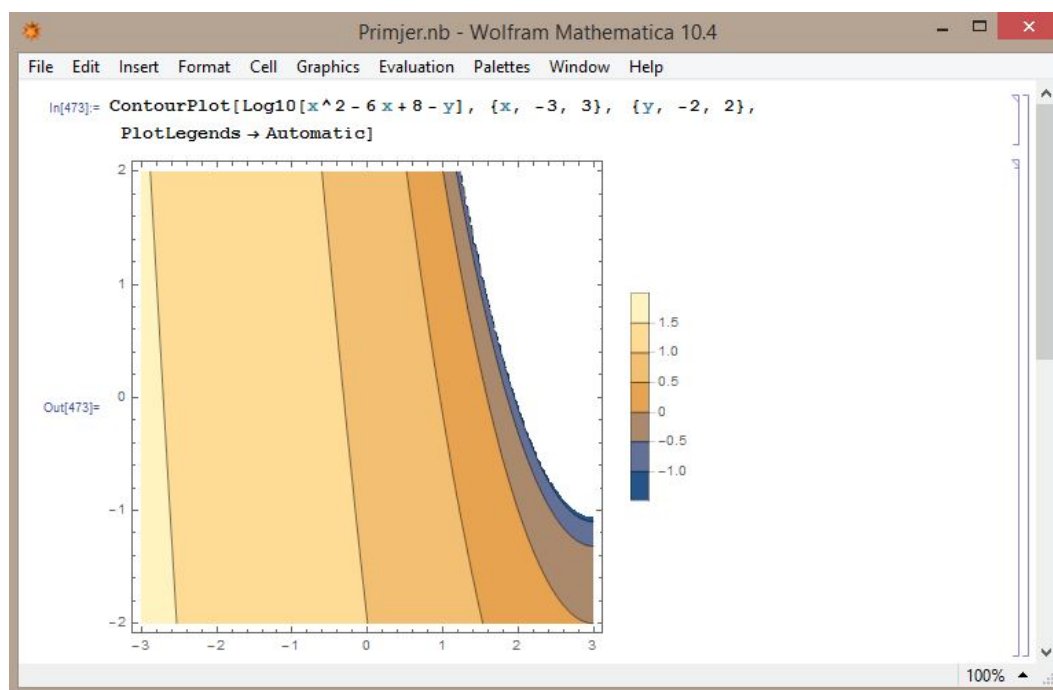 Primjer.nb - Wolfram Mathematica 10.4
File Edit Insert Format Cell Graphics Evaluation Palettes Window Help
In[473]:= ContourPlot[Log10[x^2 - 6 x + 8 - y], {x, -3, 3}, {y, -2, 2},
PlotLegends → Automatic]
Out[473]=
2
1
0
-1
-2
-3 -2 -1 0 1 2 3
1.5
1.0
0.5
0
-0.5
-1.0
100%